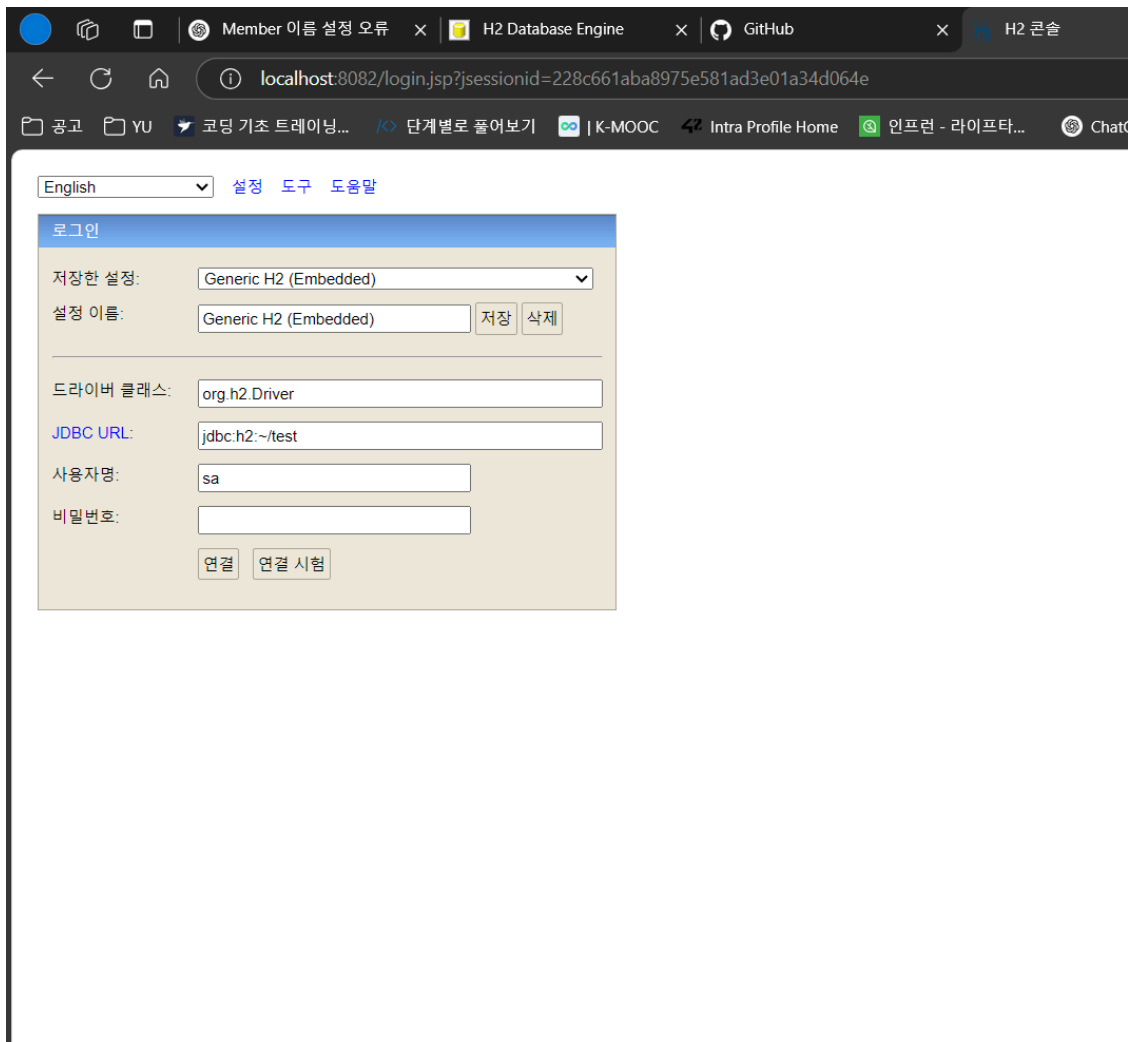 Member 이름 설정 오류 H2 Database Engine GitHub H2 콘솔
localhost:8082/login.jsp?jsessionid=228c661aba8975e581ad3e01a34d064e
공고 YU 코딩 기초 트레이닝... 단계별로 풀어보기 | K-MOOC Intra Profile Home 인프런 - 라이프타... ChatG
English 설정 도구 도움말
로그인
저장한 설정: Generic H2 (Embedded)
설정 이름: Generic H2 (Embedded) 저장 삭제
드라이버 클래스: org.h2.Driver
JDBC URL: jdbc:h2:~/test
사용자명: sa
비밀번호:
연결 연결 시험